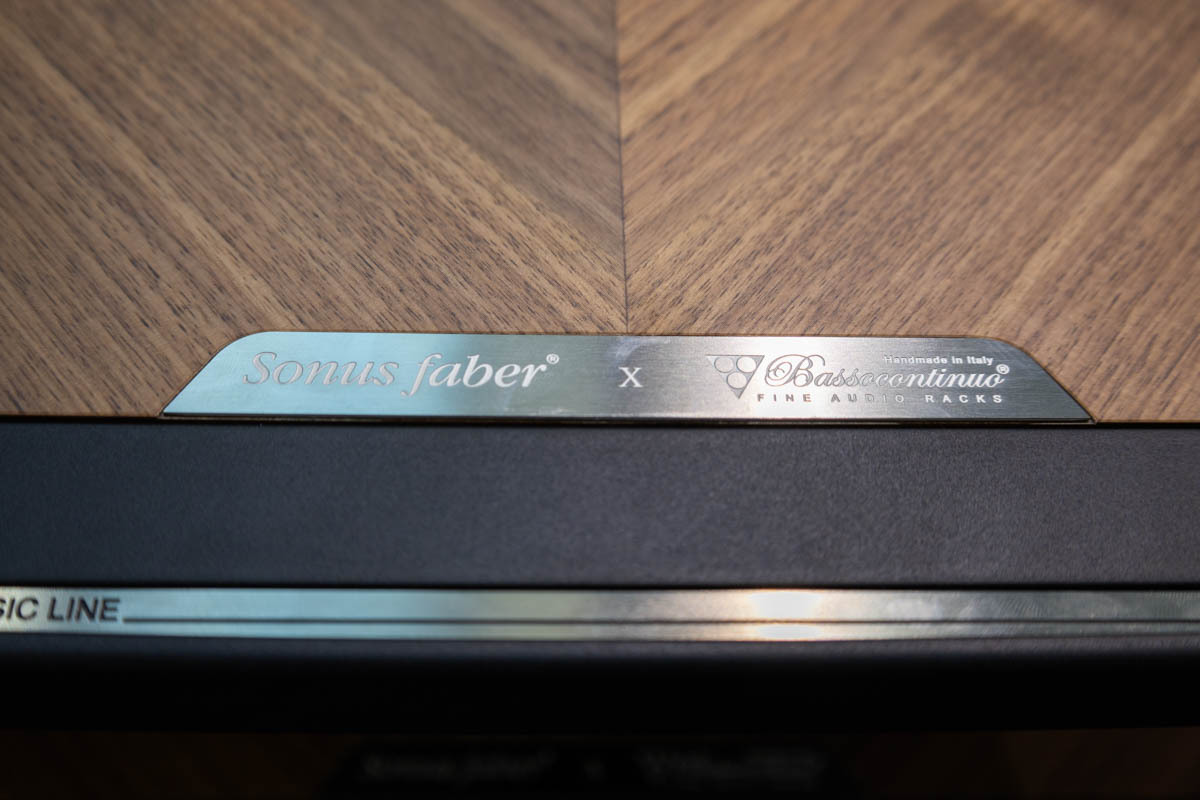 Sonus faber® x Handmade in Italy
Bassocontinuo®
FINE AUDIO RACKS
SIC LINE